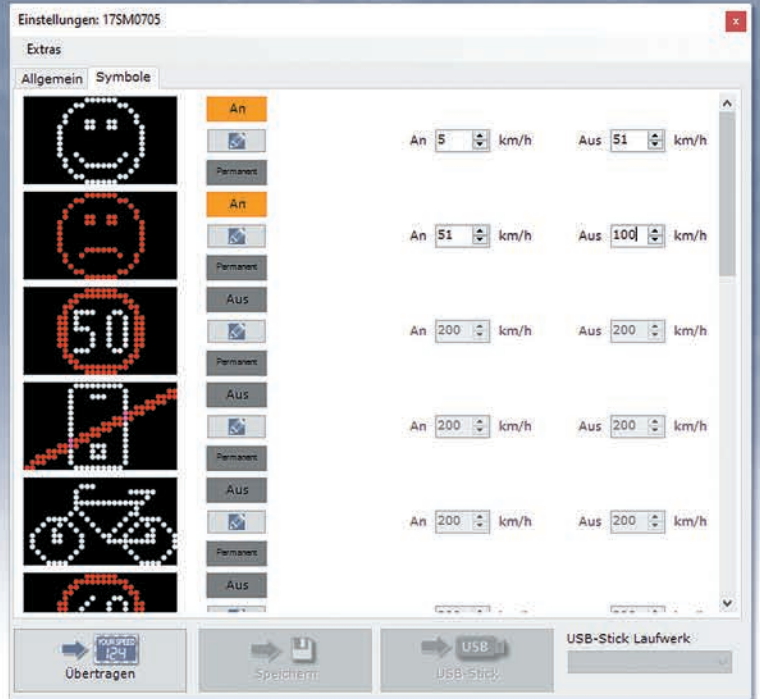 Einstellungen: 17SM0705
x
Extras
Allgemein Symbole
An
An 5 km/h Aus 51 km/h
Permanent
An
An 51 km/h Aus 100 km/h
Permanent
Aus
50
An 200 km/h Aus 200 km/h
Permanent
Aus
An 200 km/h Aus 200 km/h
Permanent
Aus
An 200 km/h Aus 200 km/h
Permanent
Aus
YOUR SPEED
124
USB
USB-Stick Laufwerk
Übertragen Speichern USB-Stick